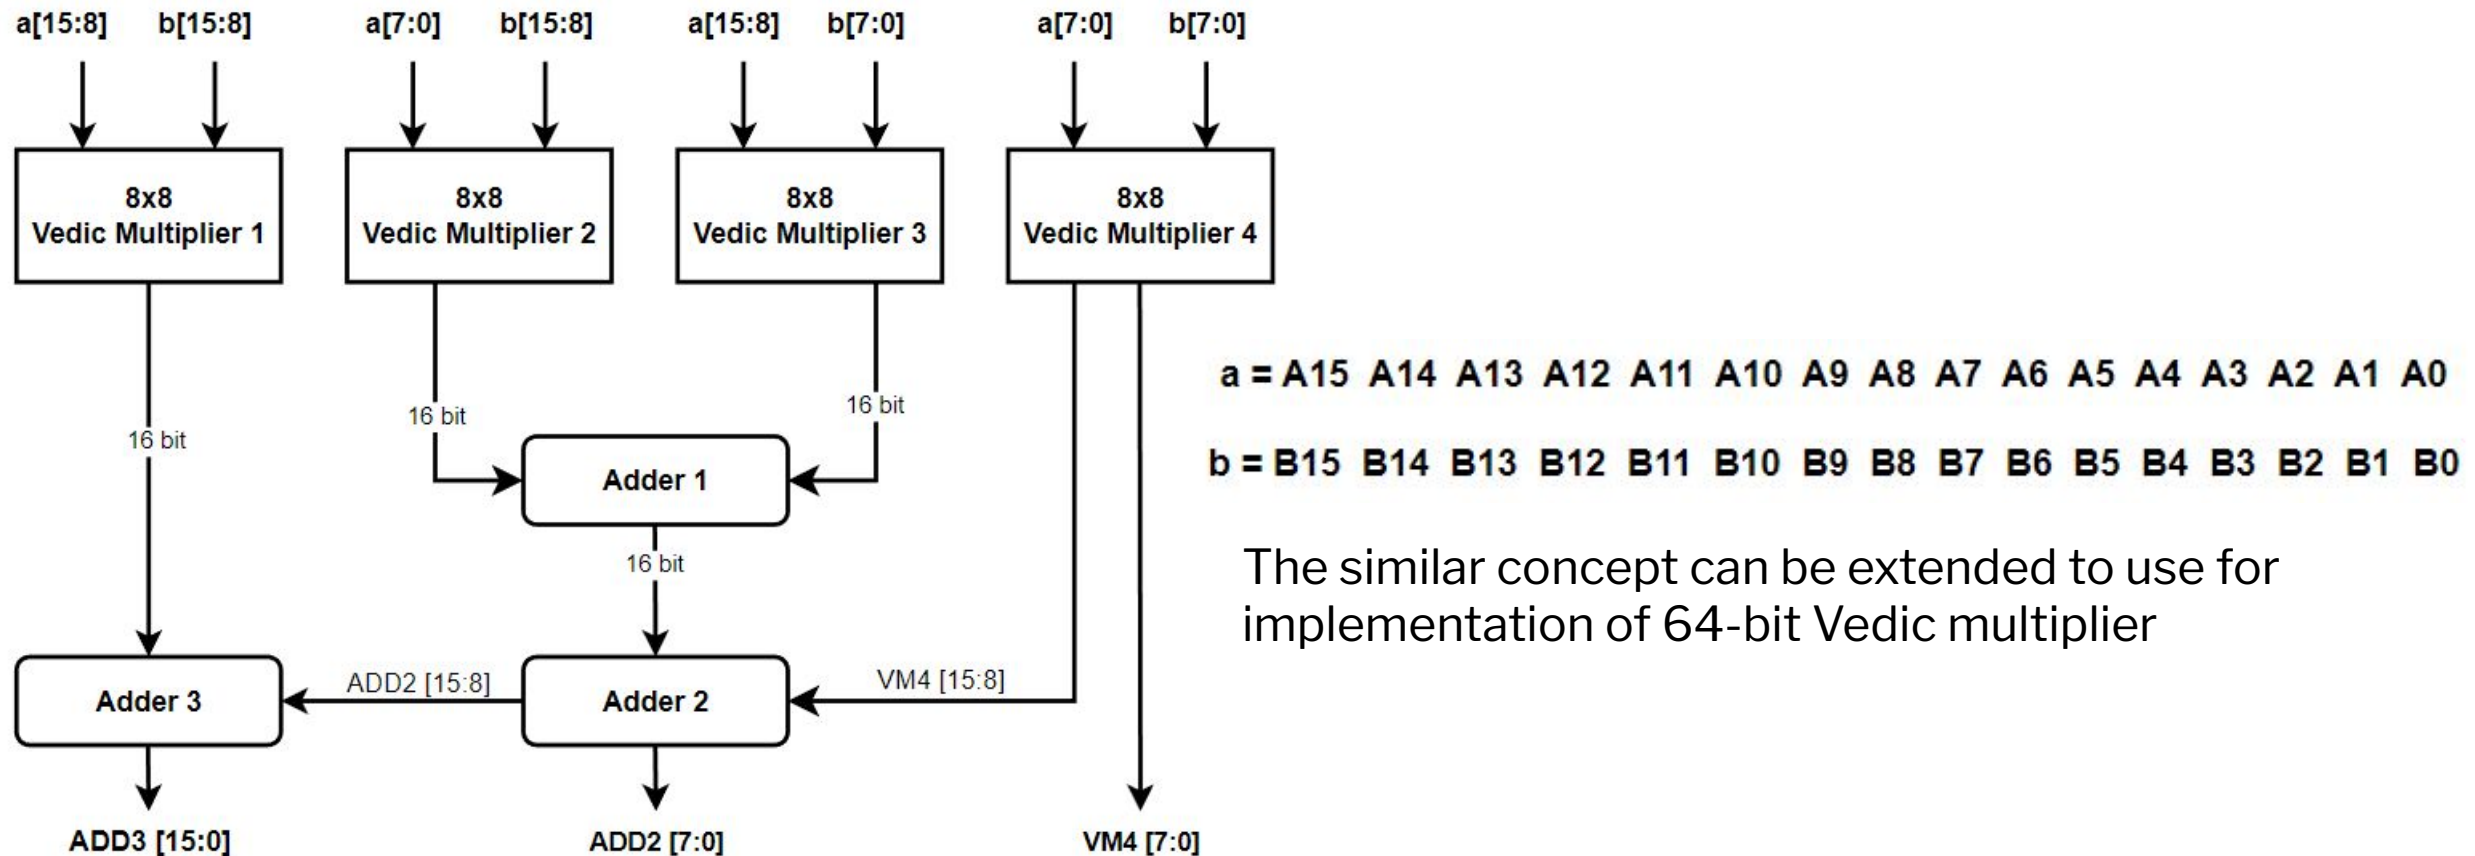 a[15:8] b[15:8] a[7:0] b[15:8] a[15:8] b[7:0] a[7:0] b[7:0]
8x8
Vedic Multiplier 1
8x8
Vedic Multiplier 2
8x8
Vedic Multiplier 3
8x8
Vedic Multiplier 4
16 bit
16 bit
16 bit
Adder 1
16 bit
Adder 3
ADD2 [15:8]
Adder 2
VM4 [15:8]
ADD3 [15:0]
ADD2 [7:0]
VM4 [7:0]
a = A15 A14 A13 A12 A11 A10 A9 A8 A7 A6 A5 A4 A3 A2 A1 A0
b = B15 B14 B13 B12 B11 B10 B9 B8 B7 B6 B5 B4 B3 B2 B1 B0
The similar concept can be extended to use for
implementation of 64-bit Vedic multiplier